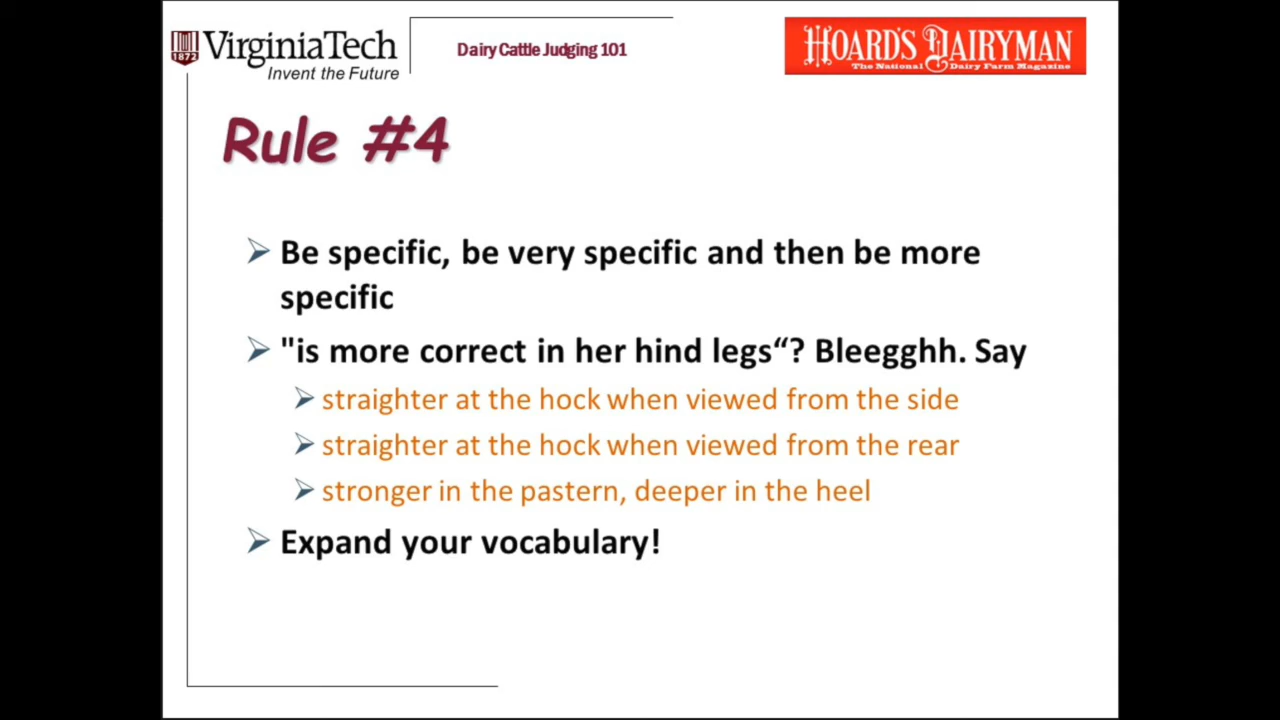 VirginiaTech
1872
Invent the Future
Dairy Cattle Judging 101
HOARD'S DAIRYMAN
The National Dairy Farm Magazine
Rule #4
Be specific, be very specific and then be more
specific
"is more correct in her hind legs“? Bleegghh. Say
straighter at the hock when viewed from the side
straighter at the hock when viewed from the rear
stronger in the pastern, deeper in the heel
Expand your vocabulary!